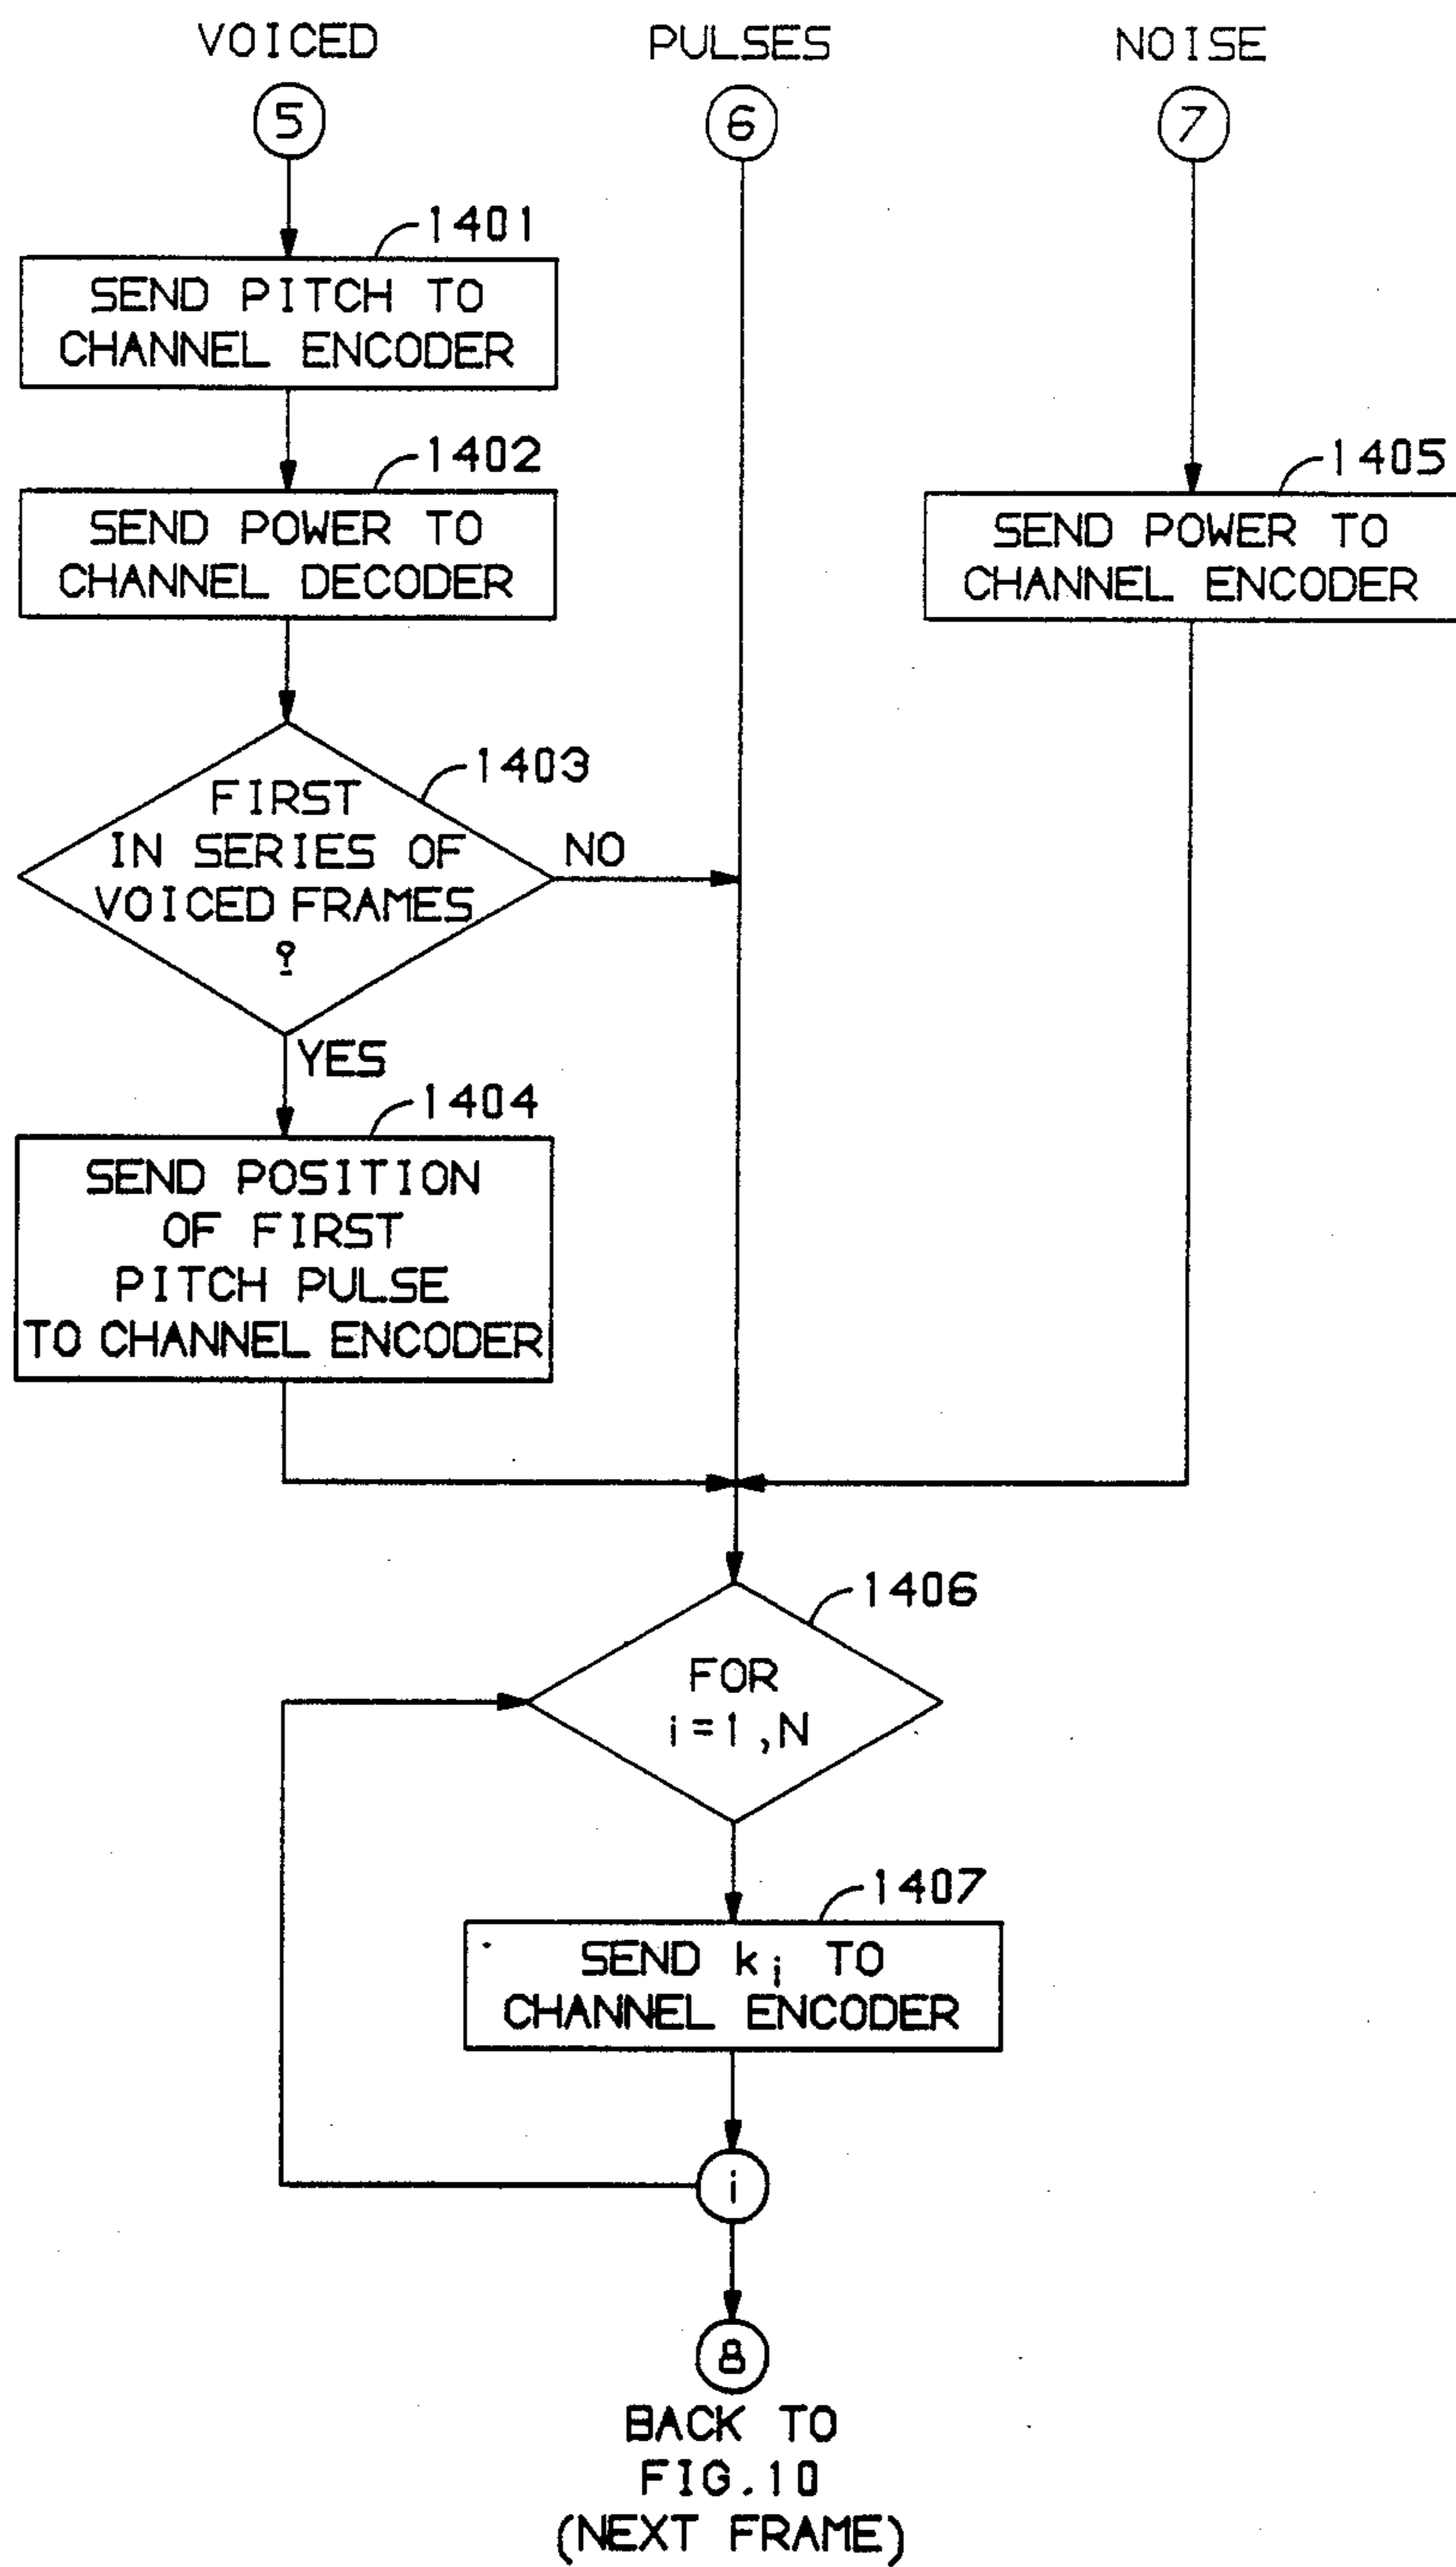 VOICED
5
PULSES
6
NOISE
7
1401
SEND PITCH TO
CHANNEL ENCODER
1402
SEND POWER TO
CHANNEL DECODER
1405
SEND POWER TO
CHANNEL ENCODER
1403
FIRST
IN SERIES OF
VOICED FRAMES
?
NO
YES
1404
SEND POSITION
OF FIRST
PITCH PULSE
TO CHANNEL ENCODER
1406
FOR
i=1,N
1407
SEND kᵢ TO
CHANNEL ENCODER
i
8
BACK TO
FIG.10
(NEXT FRAME)